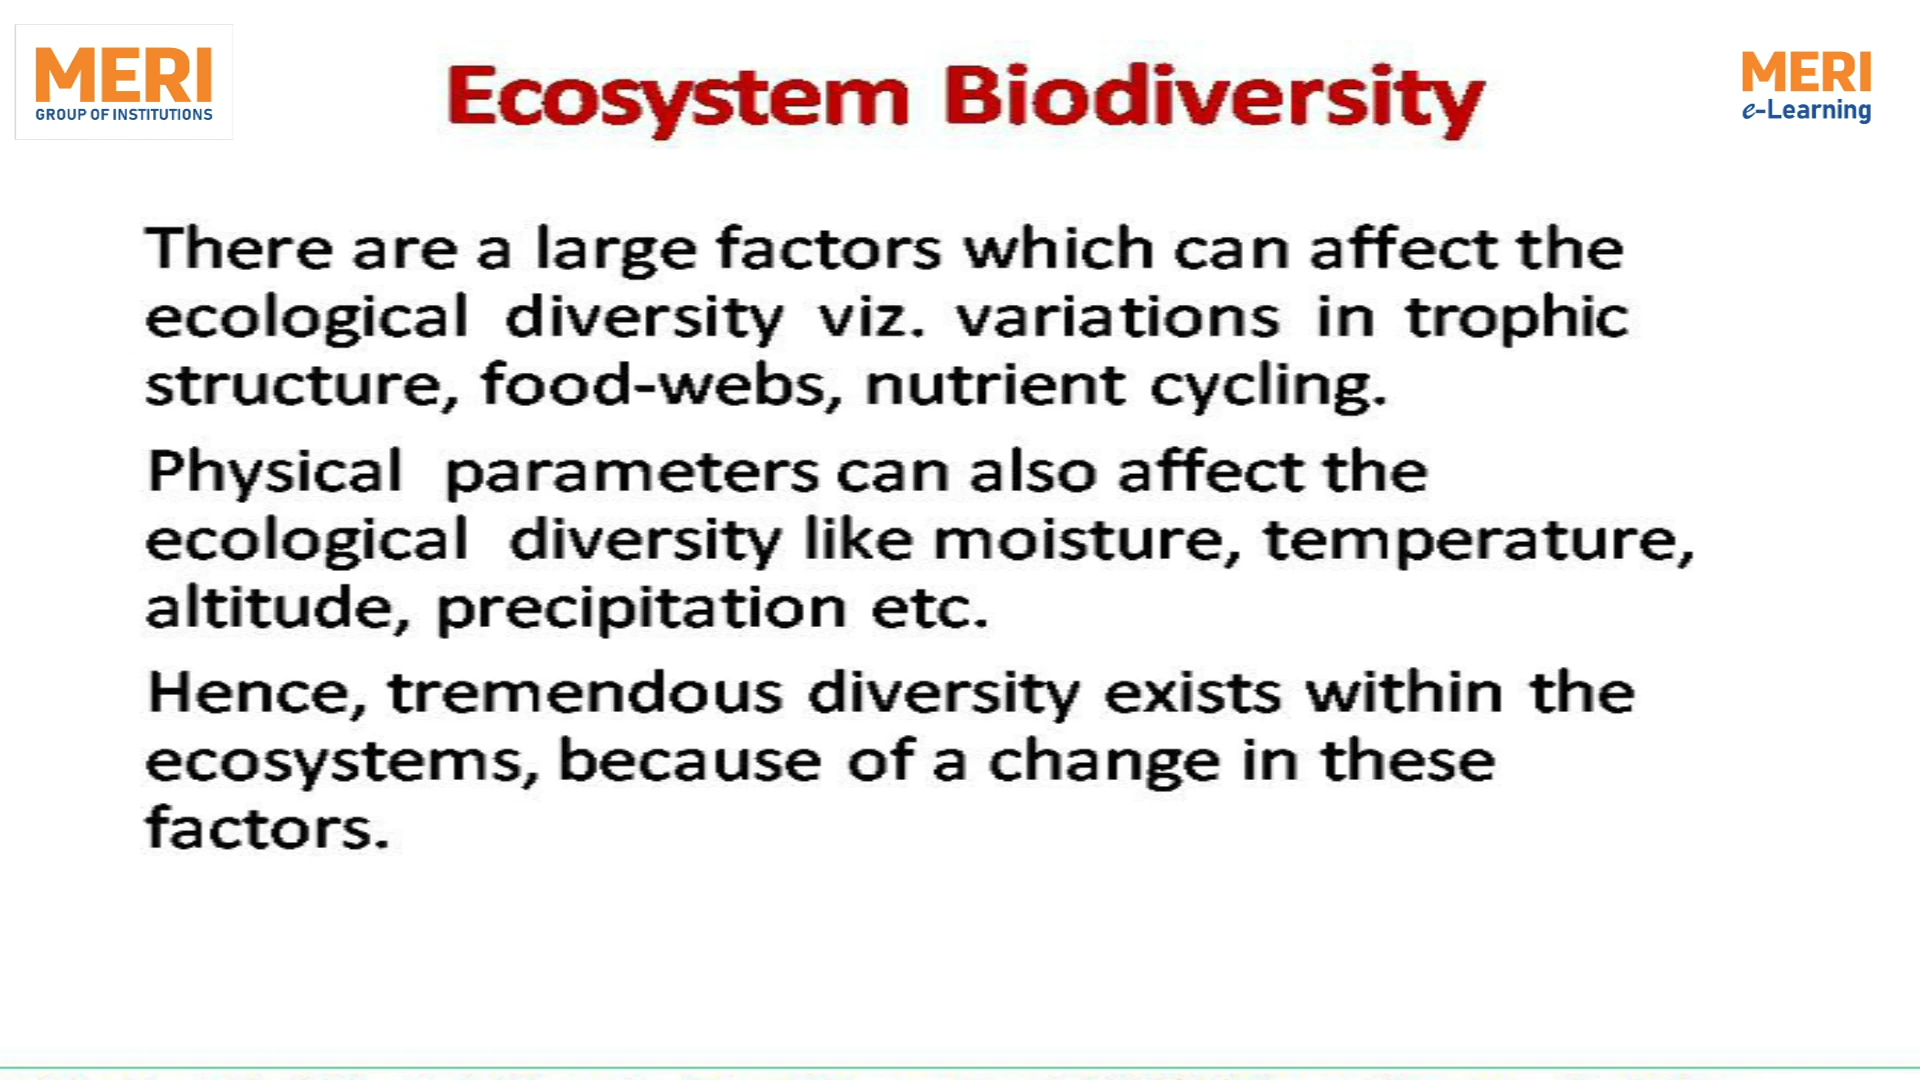 MERI
GROUP OF INSTITUTIONS
Ecosystem Biodiversity
MERI
e-Learning
There are a large factors which can affect the
ecological diversity viz. variations in trophic
structure, food-webs, nutrient cycling.
Physical parameters can also affect the
ecological diversity like moisture, temperature,
altitude, precipitation etc.
Hence, tremendous diversity exists within the
ecosystems, because of a change in these
factors.